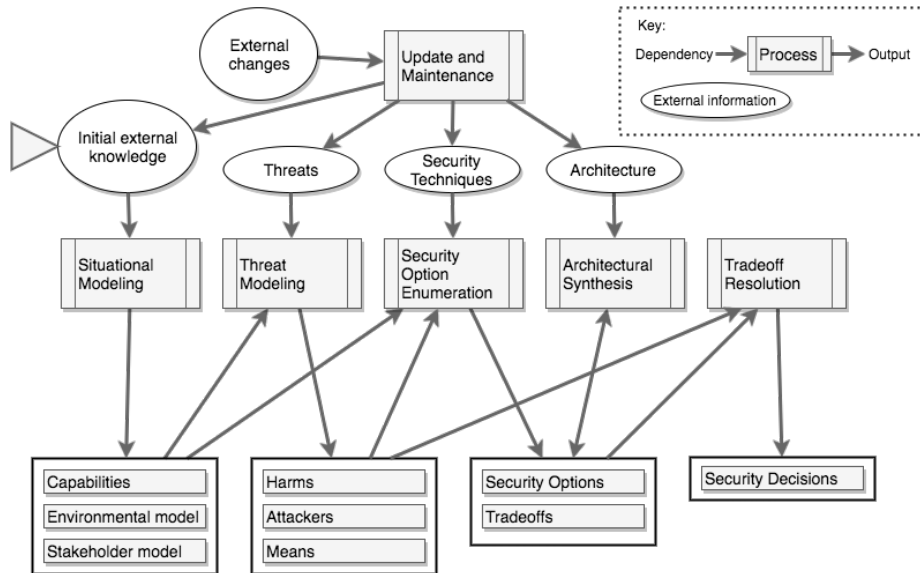 External
changes
Update and
Maintenance
Key:
Dependency
Process
Output
External information
Initial external
knowledge
Threats
Security
Techniques
Architecture
Situational
Modeling
Threat
Modeling
Security
Option
Enumeration
Architectural
Synthesis
Tradeoff
Resolution
Capabilities
Environmental model
Stakeholder model
Harms
Attackers
Means
Security Options
Tradeoffs
Security Decisions